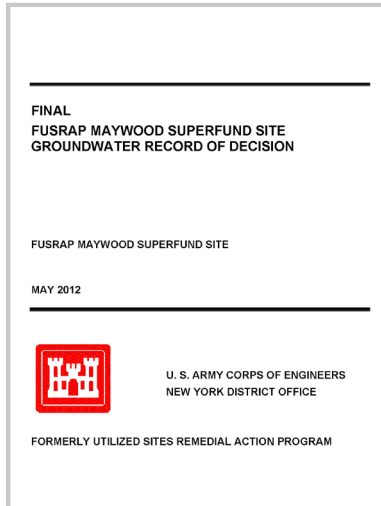 FINAL
FUSRAP MAYWOOD SUPERFUND SITE
GROUNDWATER RECORD OF DECISION
FUSRAP MAYWOOD SUPERFUND SITE
MAY 2012
U. S. ARMY CORPS OF ENGINEERS
NEW YORK DISTRICT OFFICE
FORMERLY UTILIZED SITES REMEDIAL ACTION PROGRAM